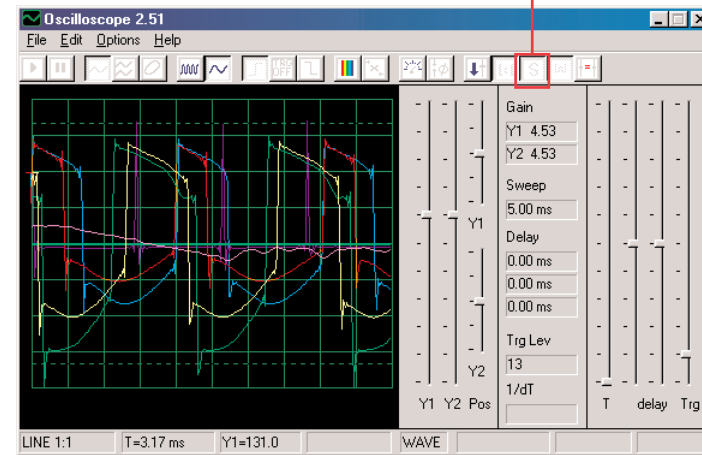 Oscilloscope 2.51
File Edit Options Help
TRG
OFF
S
Gain
Y1 4.53
Y2 4.53
Sweep
5.00 ms
Y1
Delay
0.00 ms
0.00 ms
0.00 ms
Trg Lev
13
Y2
1/dT
Y1 Y2 Pos
T delay Trg
LINE 1:1 T=3.17 ms Y1=131.0 WAVE